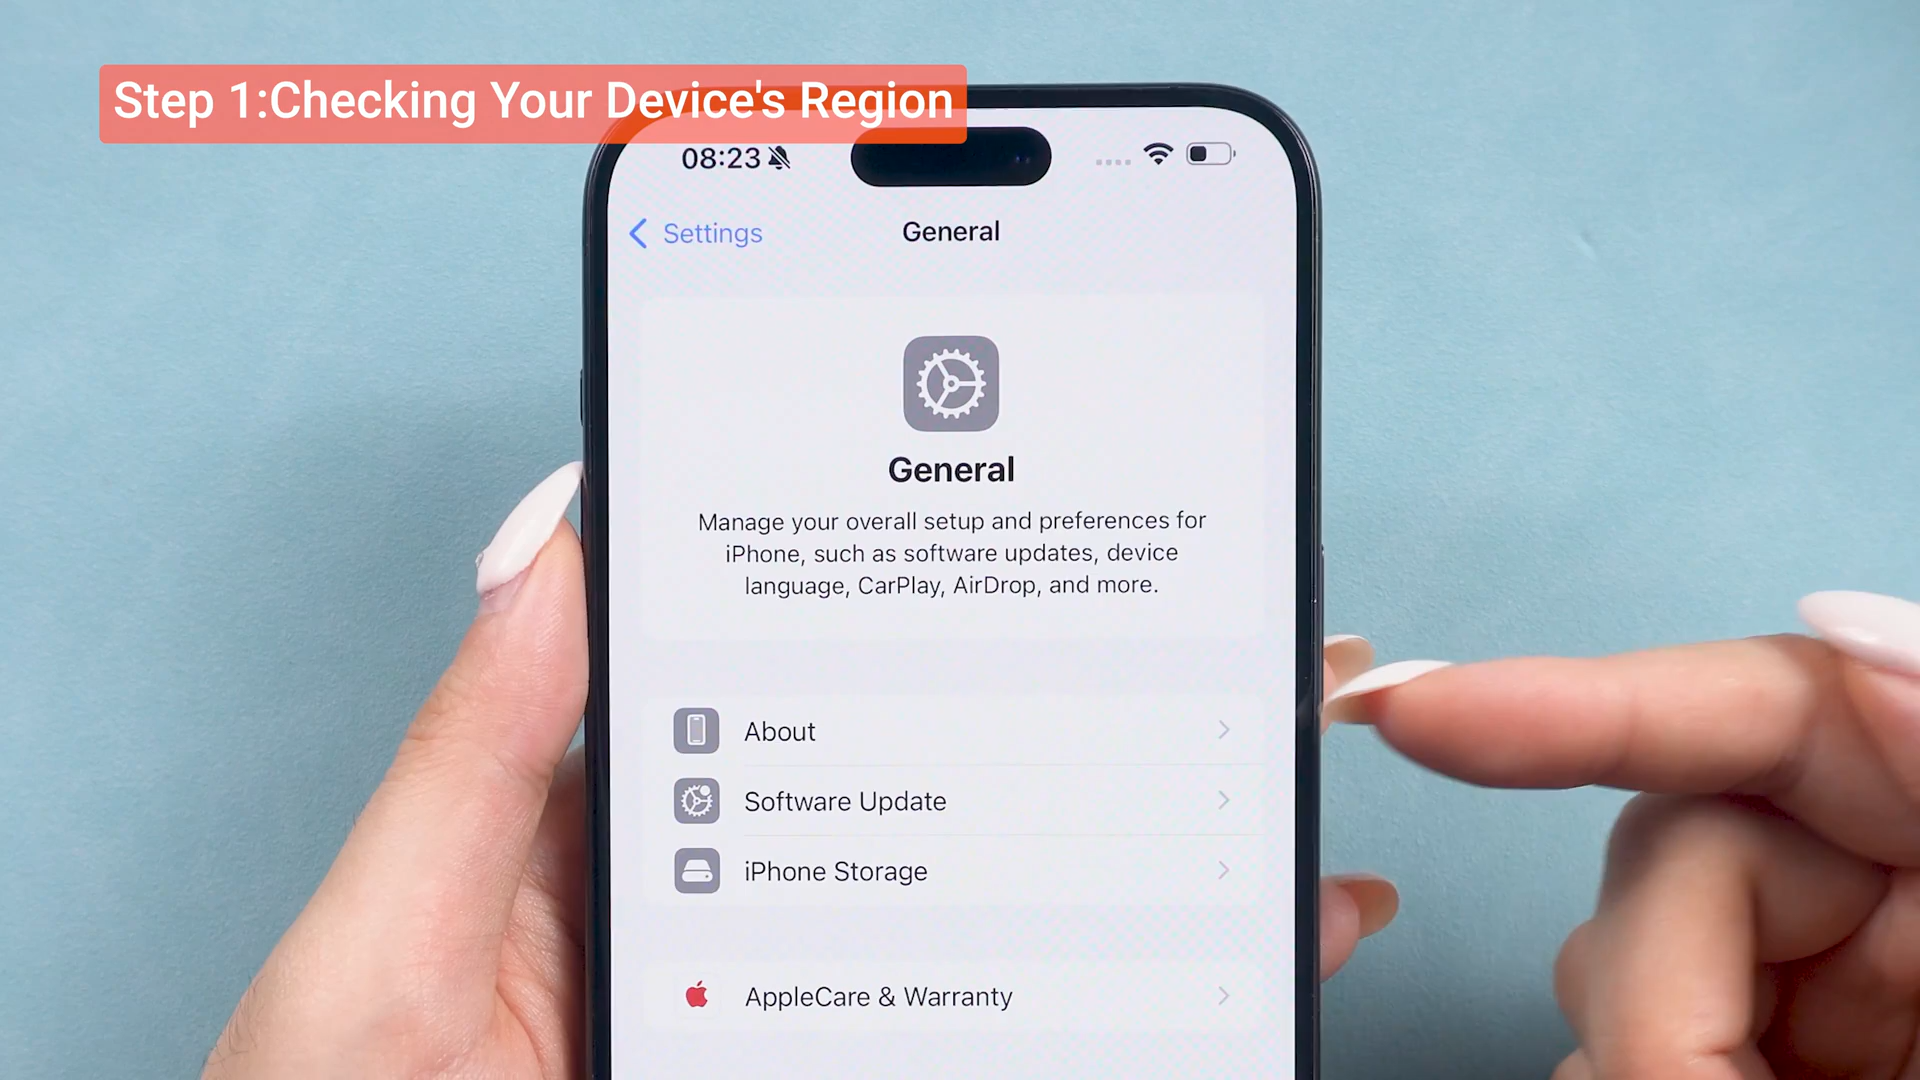 Step 1:Checking Your Device's Region
08:23
Settings
General
General
Manage your overall setup and preferences for
iPhone, such as software updates, device
language, CarPlay, AirDrop, and more.
About
Software Update
iPhone Storage
AppleCare & Warranty